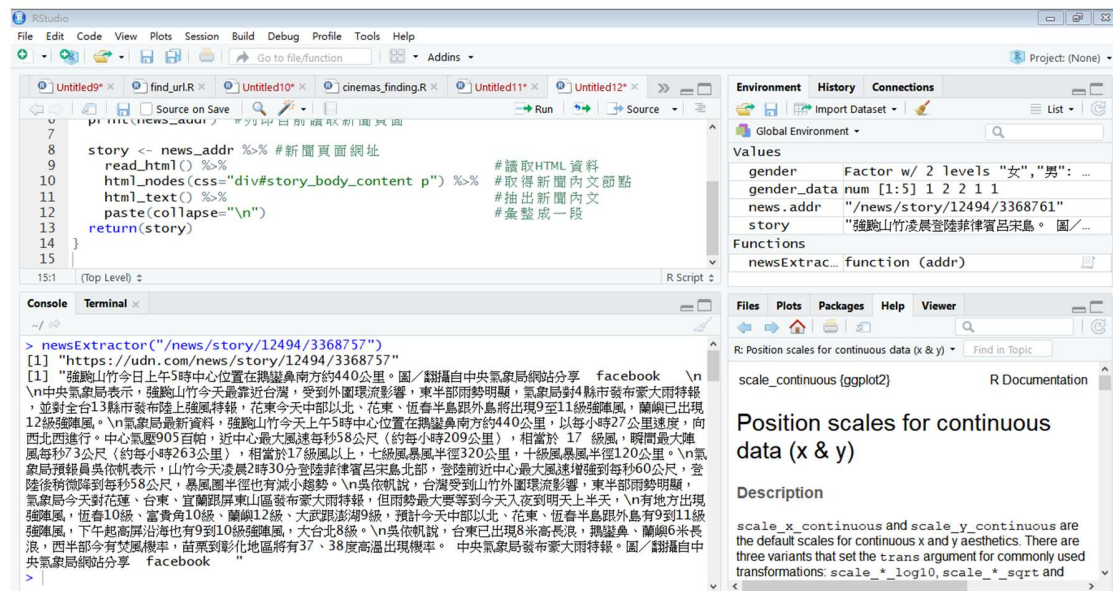 RStudio
File Edit Code View Plots Session Build Debug Profile Tools Help
Go to file/function Addins Project: (None)
Untitled9* find_url.R Untitled10* cinemas_finding.R Untitled11* Untitled12*
Source on Save Run Source
7
8 story <- news_addr %>% #新聞頁面網址
9 read_html() %>% #讀取HTML資料
10 html_nodes(css="div#story_body_content p") %>% #取得新聞內文節點
11 html_text() %>% #抽出新聞內文
12 paste(collapse="\n") #彙整成一段
13 return(story)
14 }
15
15:1 (Top Level) R Script
Console Terminal
~/
> newsExtractor("/news/story/12494/3368757")
[1] "https://udn.com/news/story/12494/3368757"
[1] "強颱山竹今日上午5時中心位置在鵝鑾鼻南方約440公里。圖／翻攝自中央氣象局網站分享 facebook \n
\n中央氣象局表示，強颱山竹今天最靠近台灣，受到外圍環流影響，東半部雨勢明顯，氣象局對4縣市發布豪大雨特報
，並對全台13縣市發布陸上強風特報，花東今天中部以北、花東、恆春半島跟外島將出現9至11級強陣風，蘭嶼已出現
12級強陣風。\n氣象局最新資料，強颱山竹今天上午5時中心位置在鵝鑾鼻南方約440公里，以每小時27公里速度，向
西北西進行。中心氣壓905百帕，近中心最大風速每秒58公尺（約每小時209公里），相當於 17 級風，瞬間最大陣
風每秒73公尺（約每小時263公里），相當於17級風以上，七級風暴風半徑320公里，十級風暴風半徑120公里。\n氣
象局預報員吳依帆表示，山竹今天凌晨2時30分登陸菲律賓呂宋島北部，登陸前近中心最大風速增強到每秒60公尺，登
陸後稍微降到每秒58公尺，暴風圈半徑也有減小趨勢。\n吳依帆說，台灣受到山竹外圍環流影響，東半部雨勢明顯，
氣象局今天對花蓮、台東、宜蘭跟屏東山區發布豪大雨特報，但雨勢最大要等到今天入夜到明天上半天，\n有地方出現
強陣風，恆春10級、富貴角10級、蘭嶼12級、大武跟澎湖9級，預計今天中部以北、花東、恆春半島跟外島有9到11級
強陣風，下午起高屏沿海也有9到10級強陣風，大台北8級。\n吳依帆說，台東已出現8米高長浪，鵝鑾鼻、蘭嶼6米長
浪，西半部今有焚風機率，苗栗到彰化地區將有37、38度高溫出現機率。 中央氣象局發布豪大雨特報。圖／翻攝自中
央氣象局網站分享 facebook "
>
Environment History Connections
Import Dataset List
Global Environment
Values
gender Factor w/ 2 levels "女","男": …
gender_data num [1:5] 1 2 2 1 1
news.addr "/news/story/12494/3368761"
story "強颱山竹凌晨登陸菲律賓呂宋島。 圖／…
Functions
newsExtrac… function (addr)
Files Plots Packages Help Viewer
R: Position scales for continuous data (x & y) Find in Topic
scale_continuous {ggplot2} R Documentation
Position scales for continuous
data (x & y)
Description
scale_x_continuous and scale_y_continuous are
the default scales for continuous x and y aesthetics. There are
three variants that set the trans argument for commonly used
transformations: scale_*_log10, scale_*_sqrt and